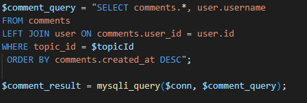 $comment_query = "SELECT comments.*, user.username
FROM comments
LEFT JOIN user ON comments.user_id = user.id
WHERE topic_id = $topicId
 ORDER BY comments.created_at DESC";
$comment_result = mysqli_query($conn, $comment_query);